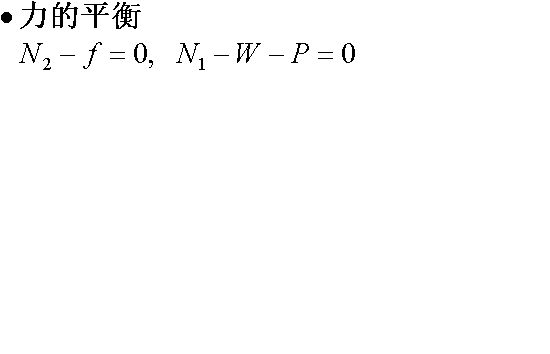 • 力的平衡
N₂ − f = 0, N₁ − W − P = 0